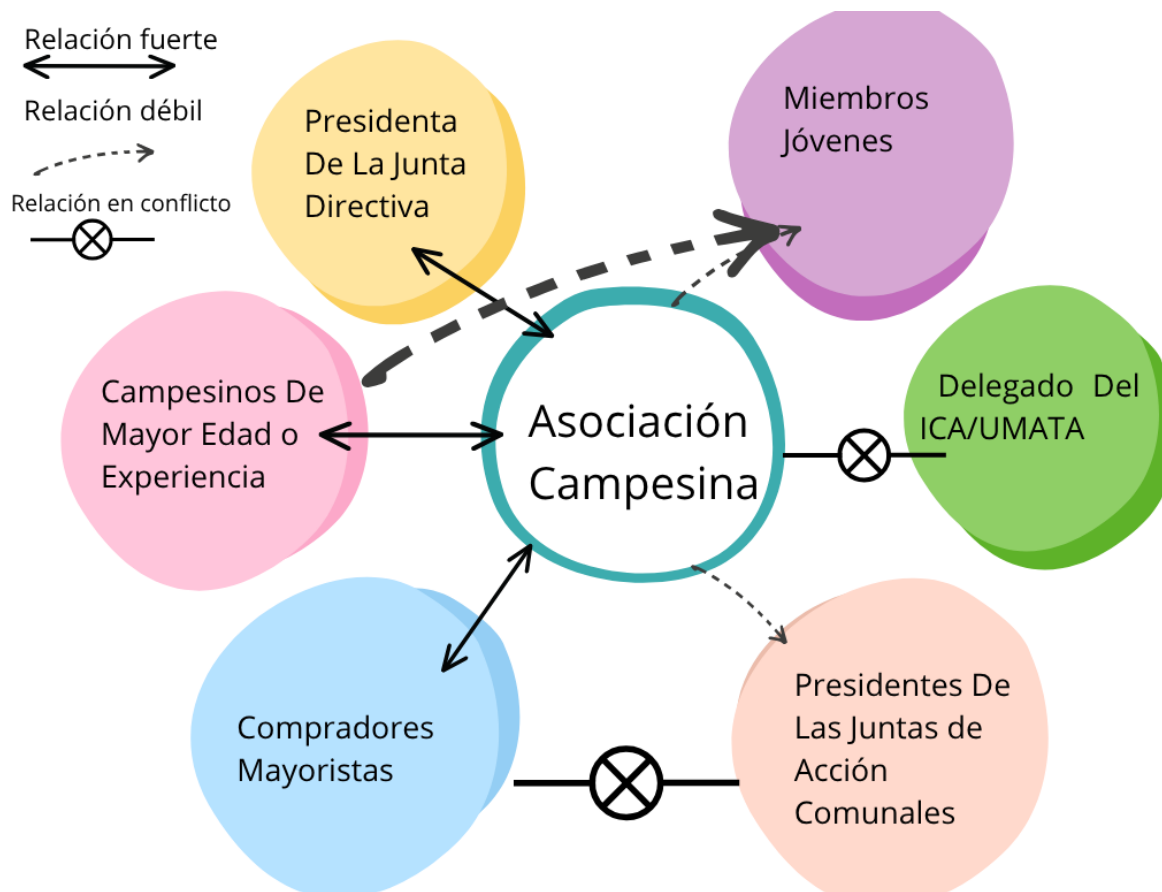 Relación fuerte
Relación débil
Relación en conflicto
Presidenta
De La Junta
Directiva
Miembros
Jóvenes
Campesinos De
Mayor Edad o
Experiencia
Asociación
Campesina
Delegado Del
ICA/UMATA
Compradores
Mayoristas
Presidentes De
Las Juntas de
Acción
Comunales